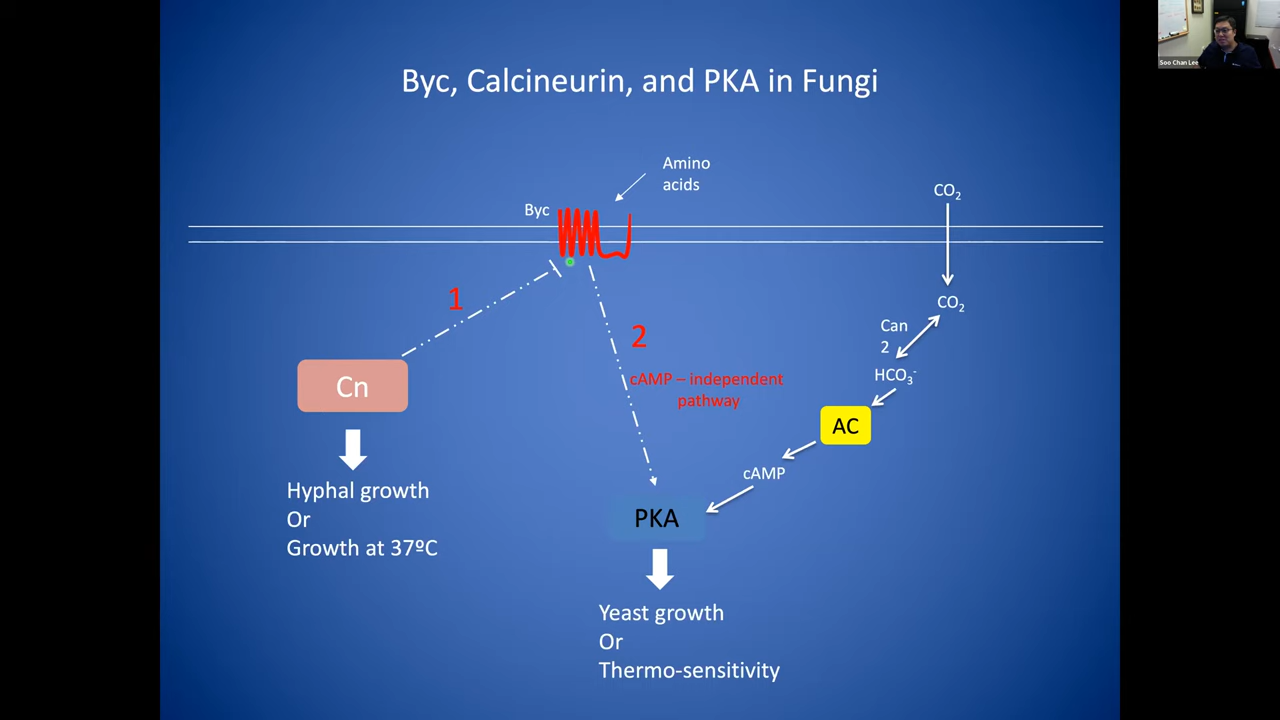 Soo Chan Lee
Byc, Calcineurin, and PKA in Fungi
Amino
acids
Byc
CO₂
1
CO₂
Can
2
2
cAMP – independent
pathway
HCO₃⁻
Cn
AC
cAMP
Hyphal growth
Or
Growth at 37ºC
PKA
Yeast growth
Or
Thermo-sensitivity